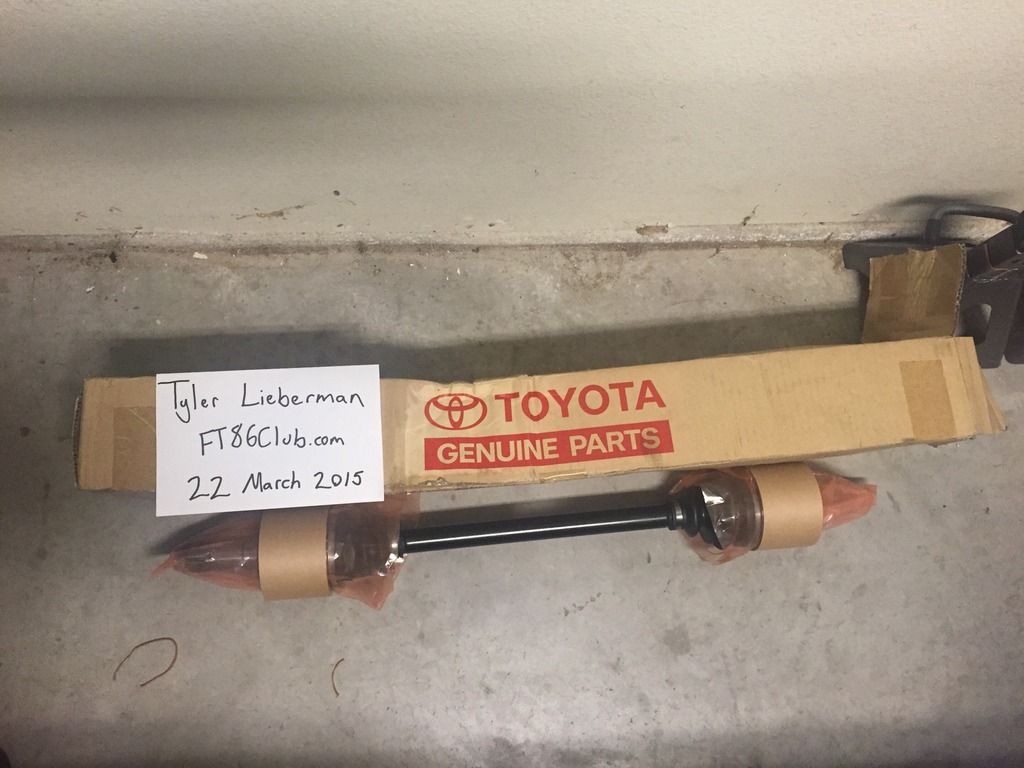 Tyler Lieberman
FT86Club.com
22 March 2015
TOYOTA
GENUINE PARTS